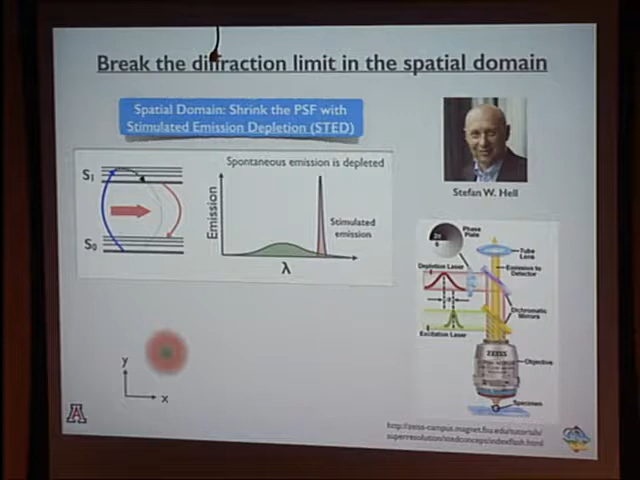 Break the diffraction limit in the spatial domain
Spatial Domain: Shrink the PSF with
Stimulated Emission Depletion (STED)
Spontaneous emission is depleted
S1
S0
Emission
Stimulated
emission
λ
Stefan W. Hell
Phase
Plate
Tube
Lens
Depletion Laser
Emission to
Detector
Dichromatic
Mirrors
Excitation Laser
ZEISS
Objective
Specimen
y
x
A
http://zeiss-campus.magnet.fsu.edu/tutorials/
superresolution/stedconcepts/indexflash.html